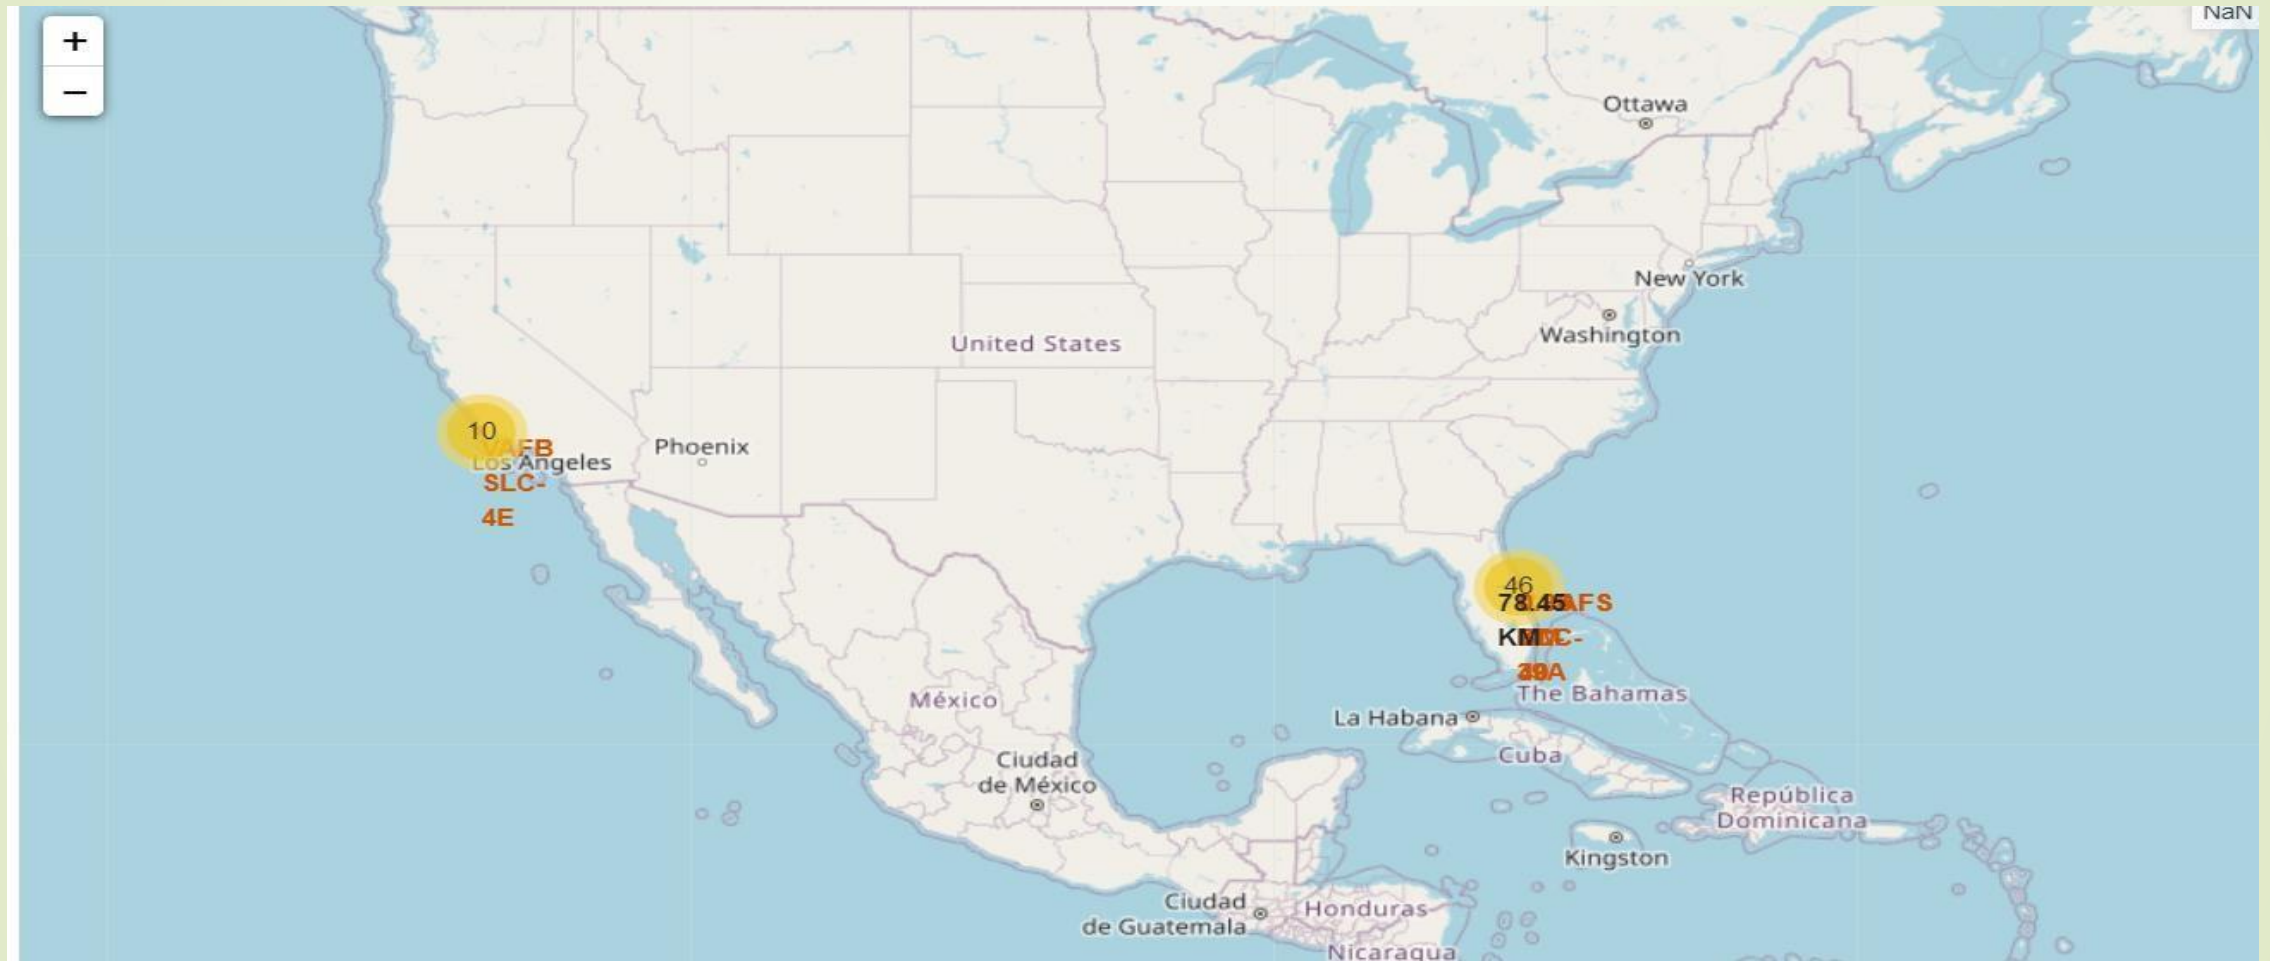 +
−
NaN
Ottawa
New York
Washington
United States
10
VAFB
Los Angeles
SLC-
4E
Phoenix
46
78.45
KM
The Bahamas
México
La Habana
Cuba
Ciudad
de México
República
Dominicana
Kingston
Ciudad
de Guatemala
Honduras
Nicaragua